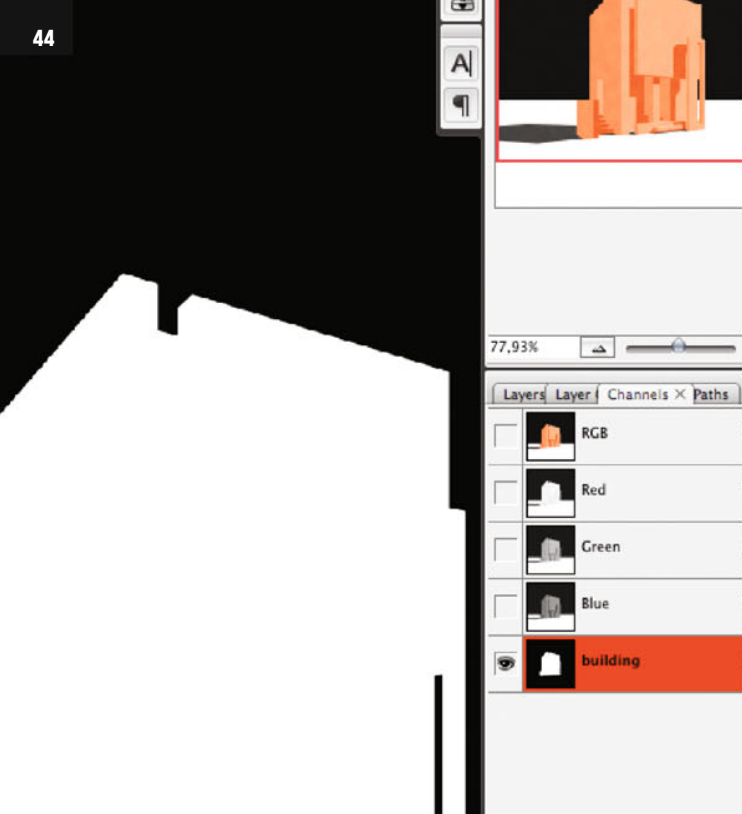 44
A
¶
77,93%
Layers Layer Channels × Paths
RGB
Red
Green
Blue
building